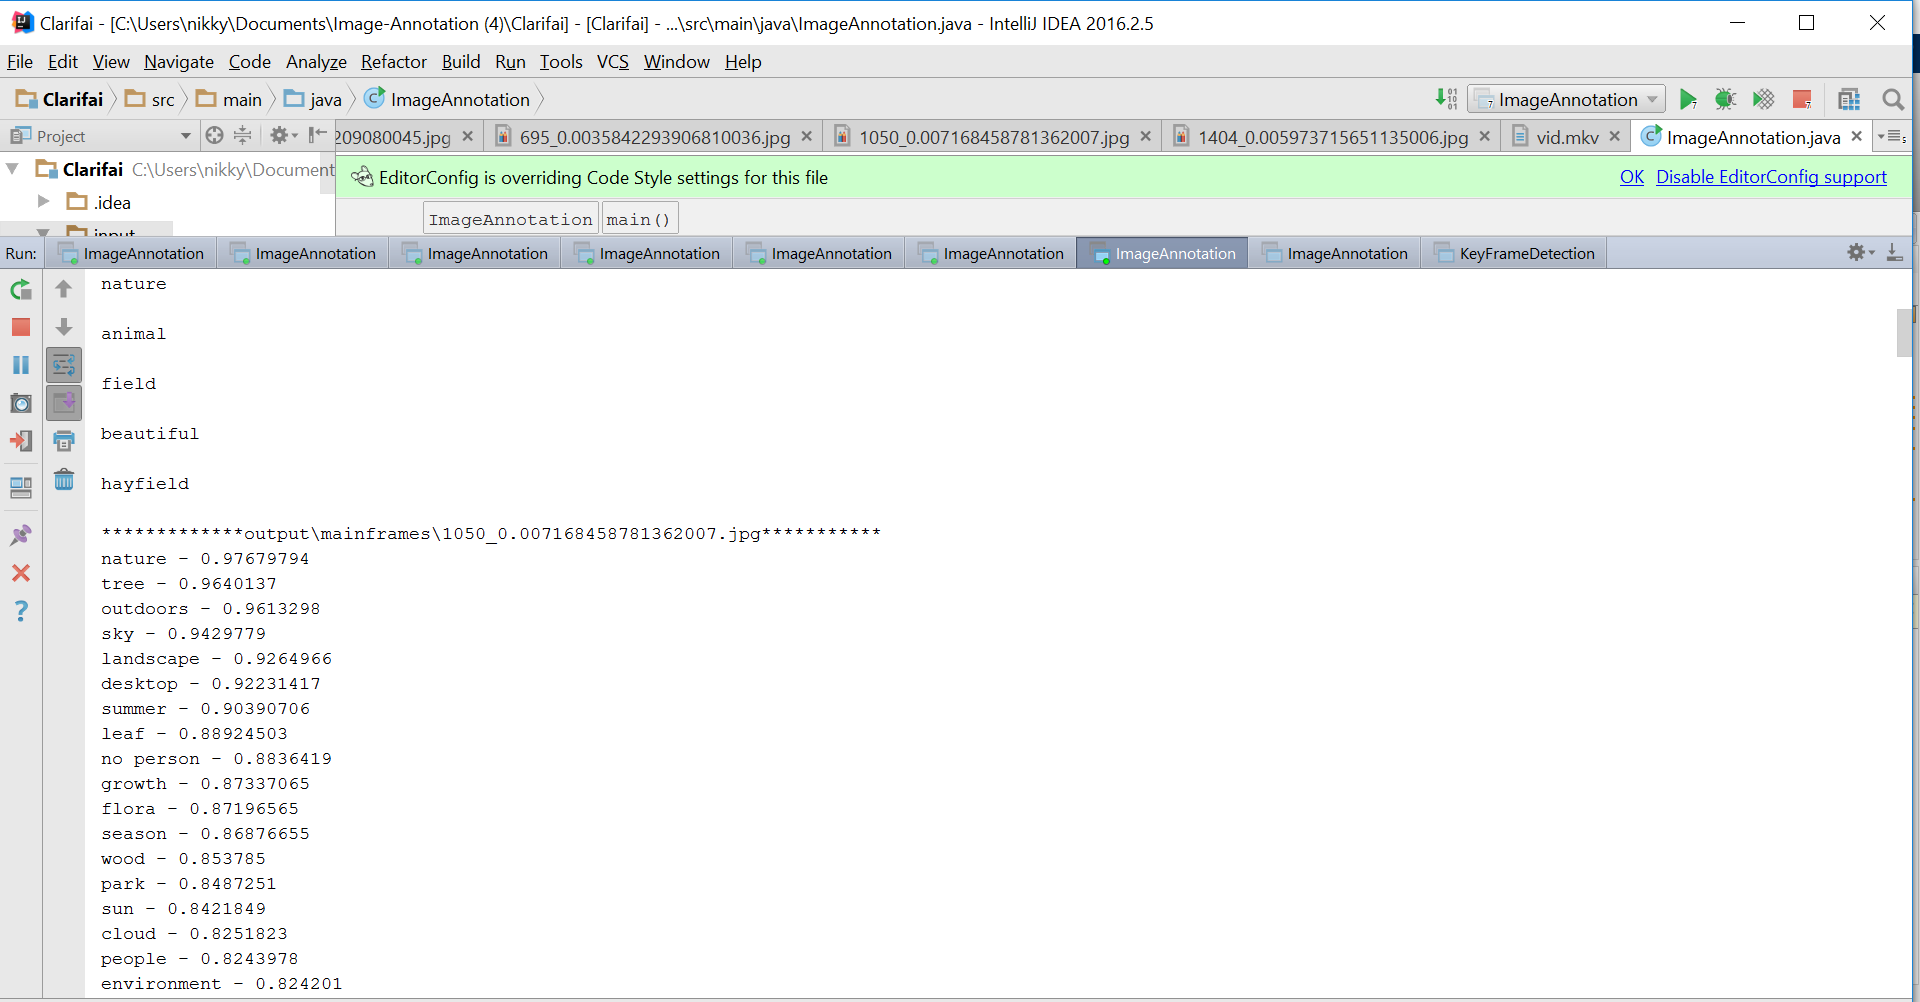 Clarifai - [C:\Users\nikky\Documents\Image-Annotation (4)\Clarifai] - [Clarifai] - ...\src\main\java\ImageAnnotation.java - IntelliJ IDEA 2016.2.5
File Edit View Navigate Code Analyze Refactor Build Run Tools VCS Window Help
Clarifai src main java ImageAnnotation ImageAnnotation
Project 209080045.jpg 695_0.0035842293906810036.jpg 1050_0.007168458781362007.jpg 1404_0.005973715651135006.jpg vid.mkv ImageAnnotation.java
Clarifai C:\Users\nikky\Document
EditorConfig is overriding Code Style settings for this file OK Disable EditorConfig support
.idea
input
ImageAnnotation main()
Run: ImageAnnotation ImageAnnotation ImageAnnotation ImageAnnotation ImageAnnotation ImageAnnotation ImageAnnotation ImageAnnotation KeyFrameDetection
nature
animal
field
beautiful
hayfield
*************output\mainframes\1050_0.007168458781362007.jpg***********
nature - 0.97679794
tree - 0.9640137
outdoors - 0.9613298
sky - 0.9429779
landscape - 0.9264966
desktop - 0.92231417
summer - 0.90390706
leaf - 0.88924503
no person - 0.8836419
growth - 0.87337065
flora - 0.87196565
season - 0.86876655
wood - 0.853785
park - 0.8487251
sun - 0.8421849
cloud - 0.8251823
people - 0.8243978
environment - 0.824201